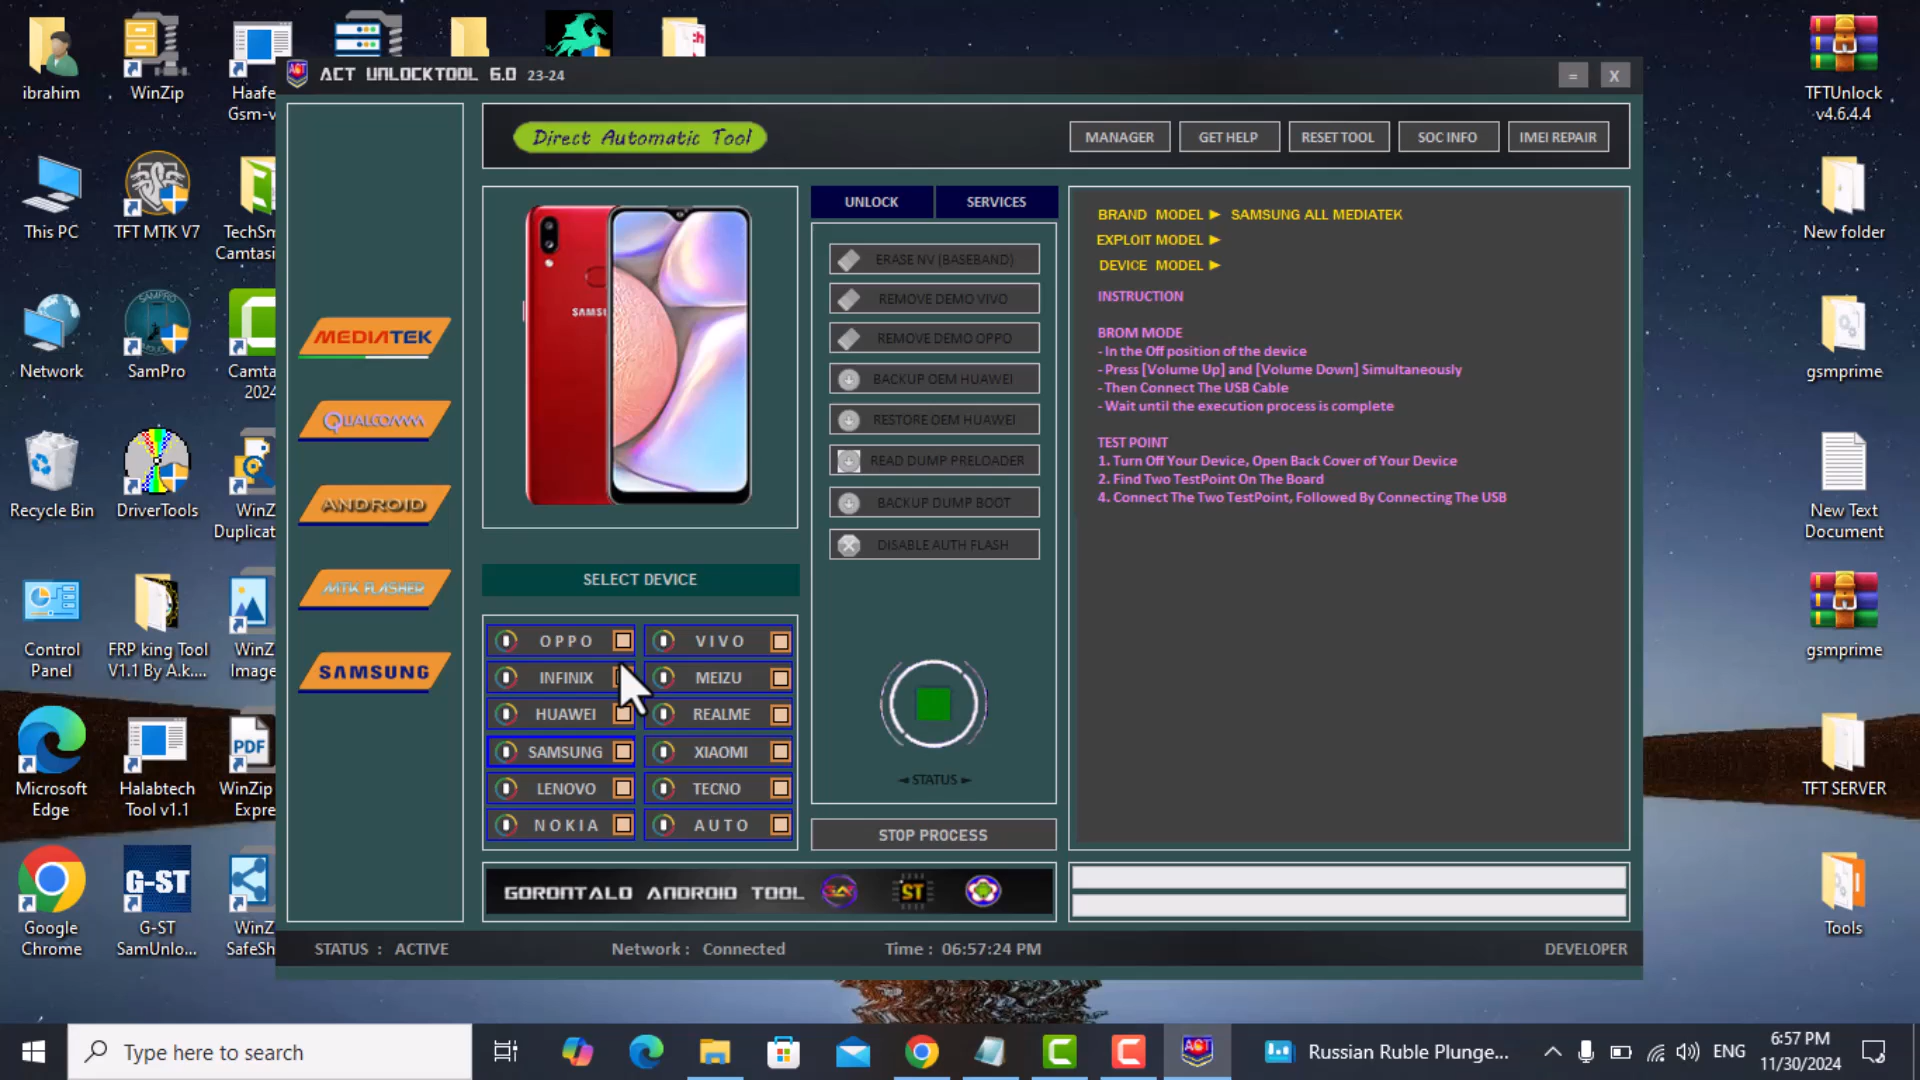 ibrahim
WinZip
Haafe
Gsm-v
This PC
TFT MTK V7
TechSm
Camtasi
Network
SamPro
Camta
2024
Recycle Bin
DriverTools
WinZ
Duplicat
Control
Panel
FRP king Tool
V1.1 By A.k....
WinZ
Image
Microsoft
Edge
Halabtech
Tool v1.1
PDF
WinZip
Expre
Google
Chrome
G-ST
G-ST
SamUnlo...
WinZ
SafeSh
ACT UNLOCKTOOL 6.0 23-24
= X
Direct Automatic Tool
MANAGER
GET HELP
RESET TOOL
SOC INFO
IMEI REPAIR
MEDIATEK
QUALCOMM
ANDROID
MTK FLASHER
SAMSUNG
SAMSU
SELECT DEVICE
OPPO
VIVO
INFINIX
MEIZU
HUAWEI
REALME
SAMSUNG
XIAOMI
LENOVO
TECNO
NOKIA
AUTO
UNLOCK
SERVICES
ERASE NV (BASEBAND)
REMOVE DEMO VIVO
REMOVE DEMO OPPO
BACKUP OEM HUAWEI
RESTORE OEM HUAWEI
READ DUMP PRELOADER
BACKUP DUMP BOOT
DISABLE AUTH FLASH
◄ STATUS ►
STOP PROCESS
BRAND MODEL ► SAMSUNG ALL MEDIATEK
EXPLOIT MODEL ►
DEVICE MODEL ►
INSTRUCTION
BROM MODE
- In the Off position of the device
- Press [Volume Up] and [Volume Down] Simultaneously
- Then Connect The USB Cable
- Wait until the execution process is complete
TEST POINT
1. Turn Off Your Device, Open Back Cover of Your Device
2. Find Two TestPoint On The Board
4. Connect The Two TestPoint, Followed By Connecting The USB
GORONTALO ANDROID TOOL
ST
STATUS : ACTIVE
Network : Connected
Time : 06:57:24 PM
DEVELOPER
TFTUnlock
v4.6.4.4
New folder
gsmprime
New Text
Document
gsmprime
TFT SERVER
Tools
Type here to search
ACT
Russian Ruble Plunge...
ENG
6:57 PM
11/30/2024